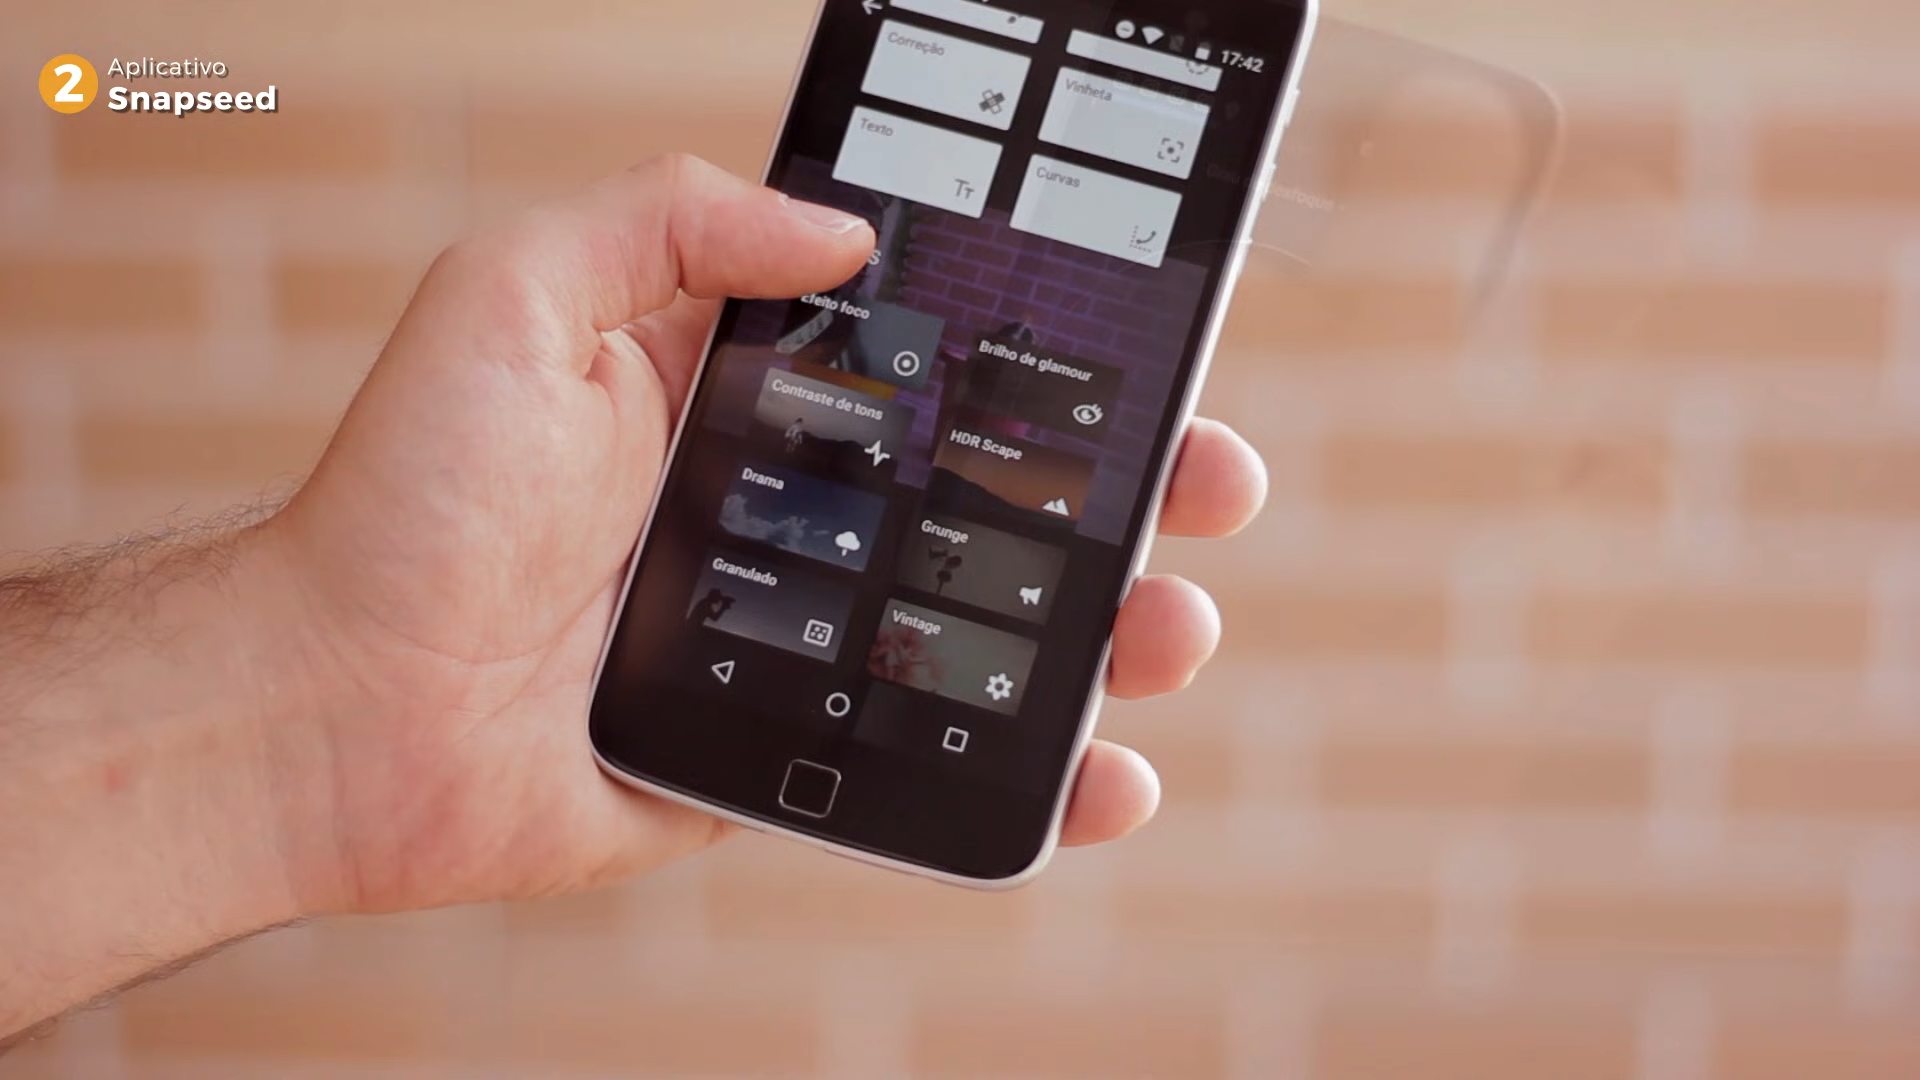 2
Aplicativo
Snapseed
17:42
Correção
Vinheta
Texto
Tт
Curvas
Efeito foco
Brilho de glamour
Contraste de tons
HDR Scape
Drama
Grunge
Granulado
Vintage